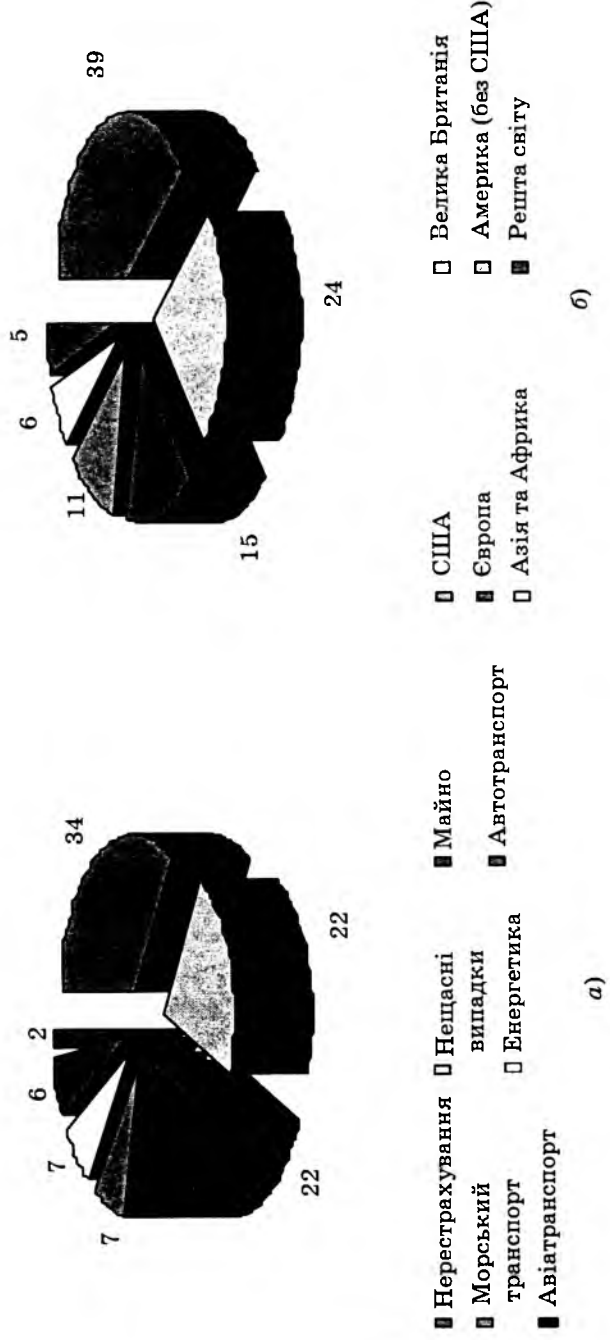 2
6
7
7
34
22
22
Нерестрахування
Нещасні випадки
Майно
Морський транспорт
Енергетика
Автотранспорт
Авіатранспорт
а)
5
6
11
15
39
24
США
Велика Британія
Європа
Америка (без США)
Азія та Африка
Решта світу
б)